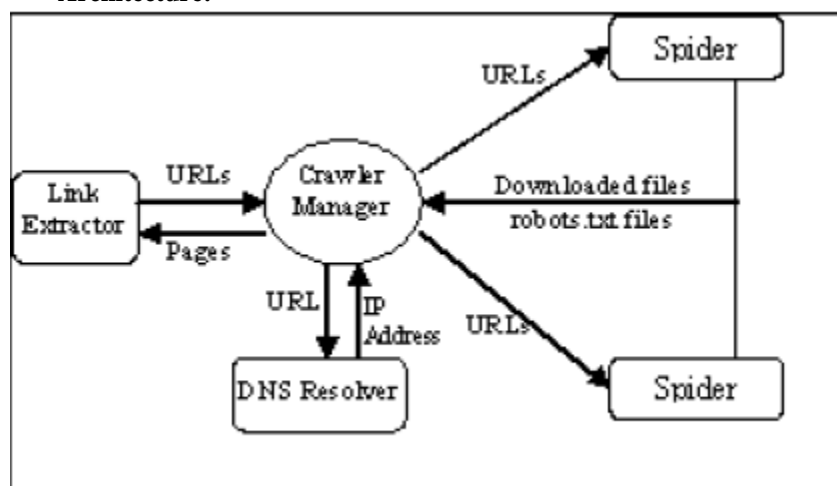 Architecture:
Spider
URLs
Link
Extractor
URLs
Pages
Crawler
Manager
Downloaded files
robots.txt files
URL
IP
Address
URLs
DNS Resolver
Spider